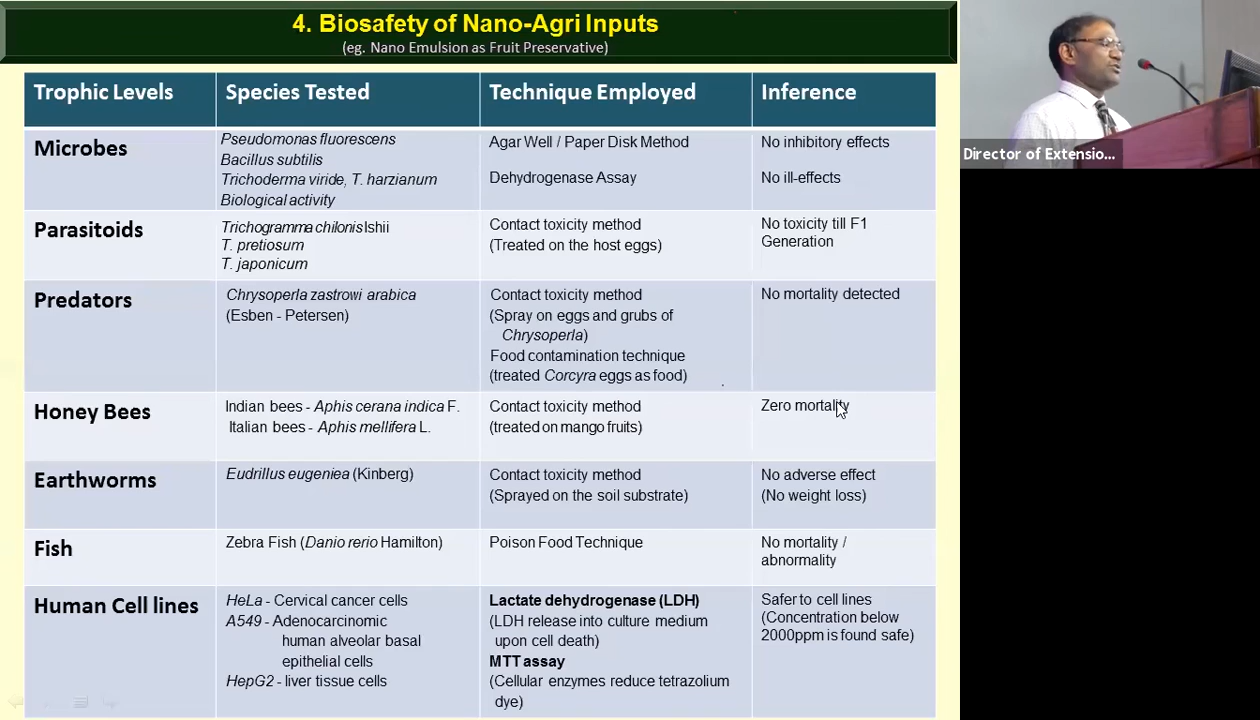 4. Biosafety of Nano-Agri Inputs
(eg. Nano Emulsion as Fruit Preservative)
Trophic Levels Species Tested Technique Employed Inference
Microbes
Pseudomonas fluorescens
Bacillus subtilis
Trichoderma viride, T. harzianum
Biological activity
Agar Well / Paper Disk Method
Dehydrogenase Assay
No inhibitory effects
No ill-effects
Parasitoids
Trichogramma chilonis Ishii
T. pretiosum
T. japonicum
Contact toxicity method
(Treated on the host eggs)
No toxicity till F1
Generation
Predators
Chrysoperla zastrowi arabica
(Esben - Petersen)
Contact toxicity method
(Spray on eggs and grubs of
Chrysoperla)
Food contamination technique
(treated Corcyra eggs as food)
No mortality detected
Honey Bees
Indian bees - Aphis cerana indica F.
Italian bees - Aphis mellifera L.
Contact toxicity method
(treated on mango fruits)
Zero mortality
Earthworms
Eudrillus eugeniea (Kinberg)
Contact toxicity method
(Sprayed on the soil substrate)
No adverse effect
(No weight loss)
Fish
Zebra Fish (Danio rerio Hamilton)
Poison Food Technique
No mortality /
abnormality
Human Cell lines
HeLa - Cervical cancer cells
A549 - Adenocarcinomic
human alveolar basal
epithelial cells
HepG2 - liver tissue cells
Lactate dehydrogenase (LDH)
(LDH release into culture medium
upon cell death)
MTT assay
(Cellular enzymes reduce tetrazolium
dye)
Safer to cell lines
(Concentration below
2000ppm is found safe)
Director of Extensio...